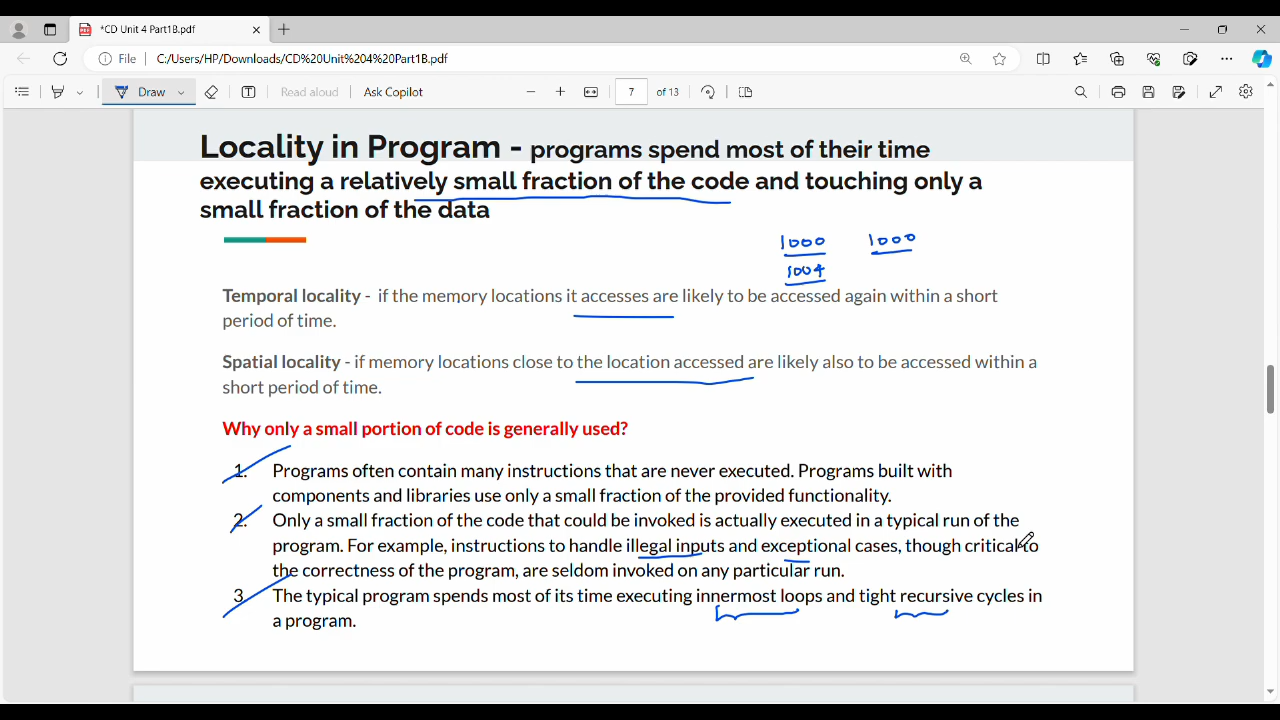 *CD Unit 4 Part1B.pdf
File C:/Users/HP/Downloads/CD%20Unit%204%20Part1B.pdf
Draw Read aloud Ask Copilot 7 of 13
Locality in Program - programs spend most of their time
executing a relatively small fraction of the code and touching only a
small fraction of the data
1000 1000
1004
Temporal locality - if the memory locations it accesses are likely to be accessed again within a short
period of time.
Spatial locality - if memory locations close to the location accessed are likely also to be accessed within a
short period of time.
Why only a small portion of code is generally used?
1. Programs often contain many instructions that are never executed. Programs built with
components and libraries use only a small fraction of the provided functionality.
2. Only a small fraction of the code that could be invoked is actually executed in a typical run of the
program. For example, instructions to handle illegal inputs and exceptional cases, though critical to
the correctness of the program, are seldom invoked on any particular run.
3. The typical program spends most of its time executing innermost loops and tight recursive cycles in
a program.